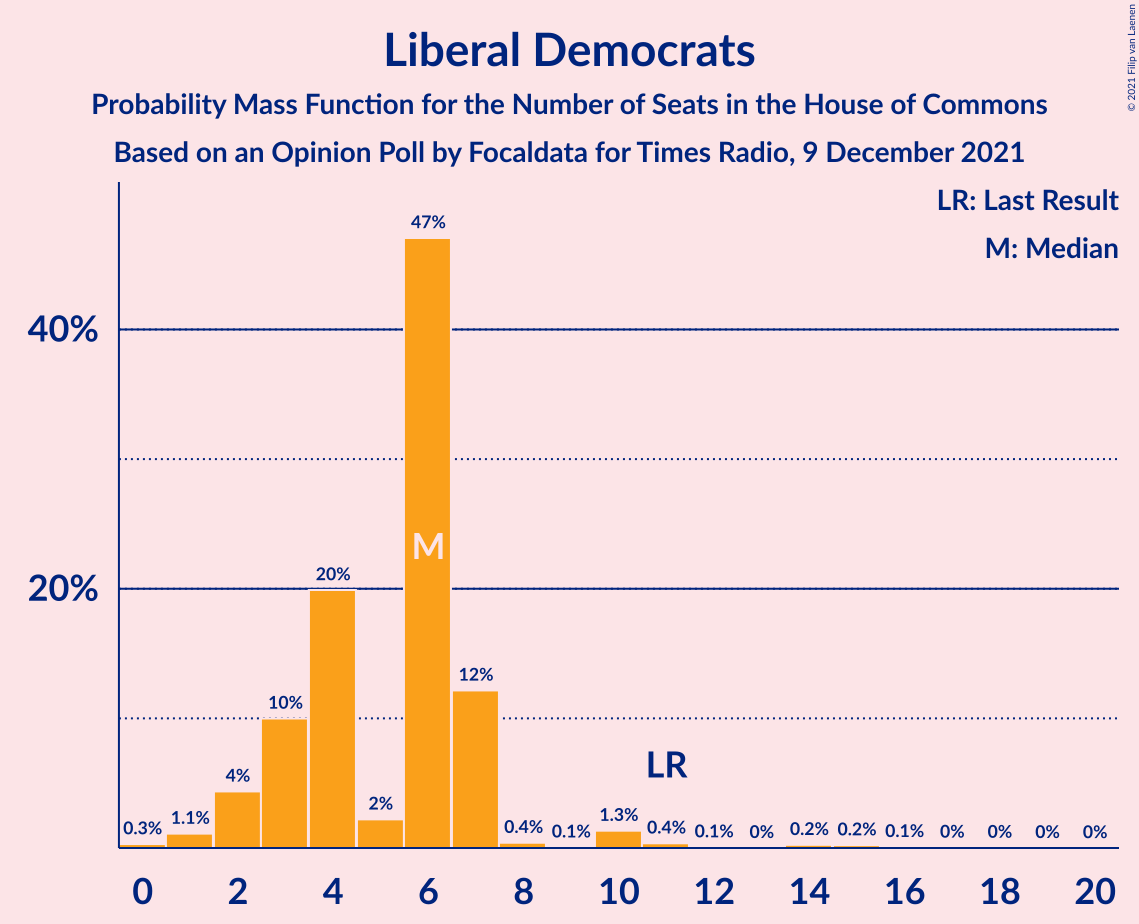 Liberal Democrats
Probability Mass Function for the Number of Seats in the House of Commons
Based on an Opinion Poll by Focaldata for Times Radio, 9 December 2021
© 2021 Filip van Laenen
LR: Last Result
M: Median
40%
20%
0.3%
1.1%
4%
10%
20%
2%
47%
M
12%
0.4%
0.1%
1.3%
LR
0.4%
0.1%
0%
0.2%
0.2%
0.1%
0%
0%
0%
0%
0 2 4 6 8 10 12 14 16 18 20